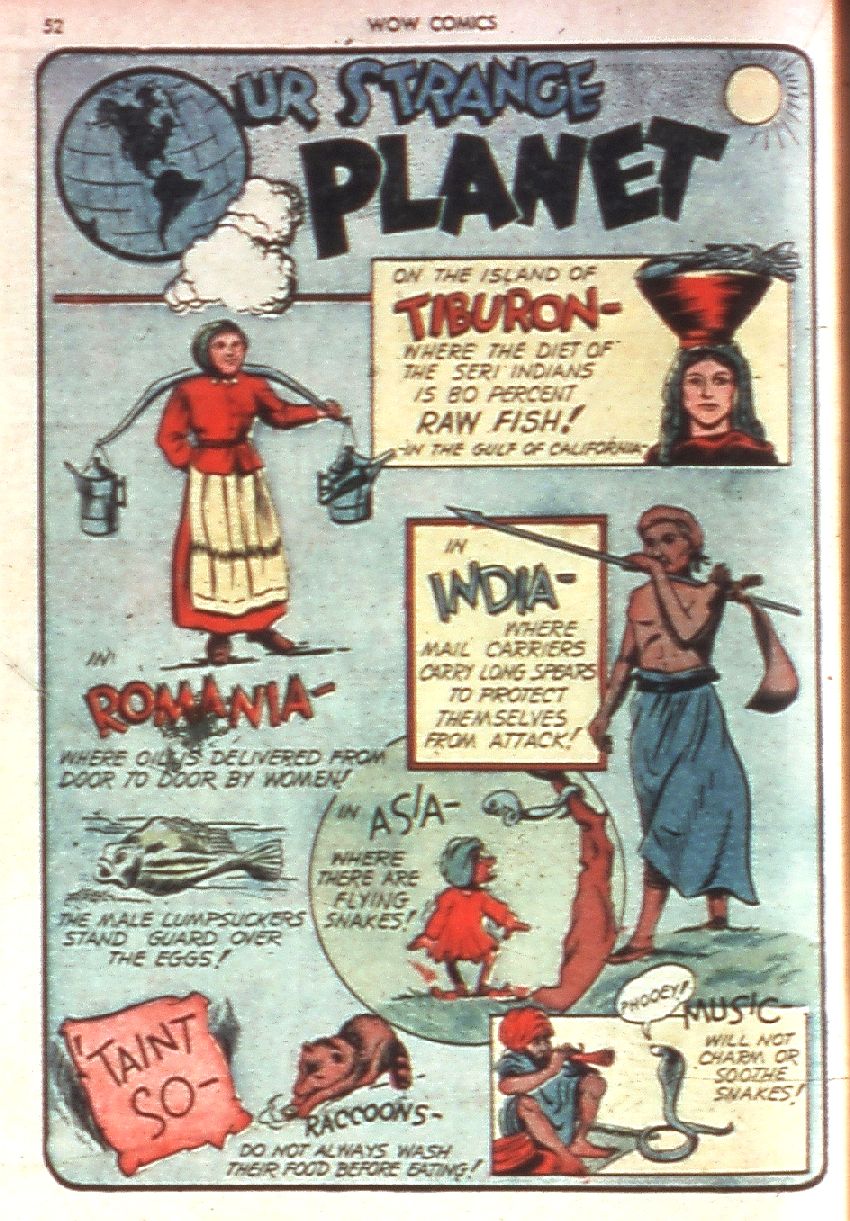 52
WOW COMICS
UR STRANGE
PLANET
ON THE ISLAND OF
TIBURON-
WHERE THE DIET OF
THE SERI INDIANS
IS 80 PERCENT
RAW FISH!
-IN THE GULF OF CALIFORNIA-
IN
ROMANIA-
WHERE OIL IS DELIVERED FROM
DOOR TO DOOR BY WOMEN!
IN
INDIA-
WHERE
MAIL CARRIERS
CARRY LONG SPEARS
TO PROTECT
THEMSELVES
FROM ATTACK!
IN ASIA-
WHERE
THERE ARE
FLYING
SNAKES!
THE MALE LUMPSUCKERS
STAND GUARD OVER
THE EGGS!
'TAINT
SO-
RACCOONS-
DO NOT ALWAYS WASH
THEIR FOOD BEFORE EATING!
PHOOEY!
MUSIC-
WILL NOT
CHARM OR
SOOTHE
SNAKES!